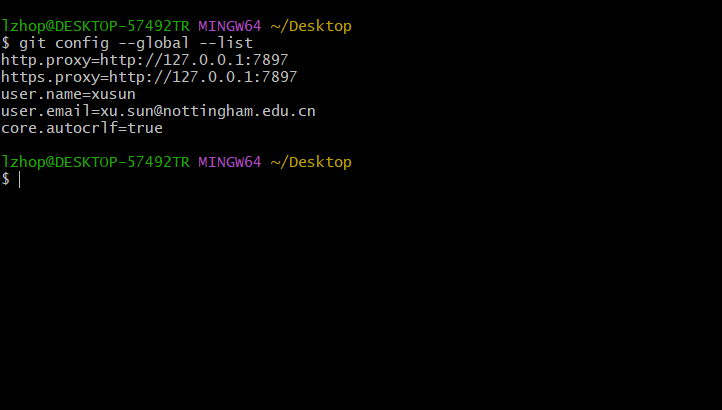 lzhop@DESKTOP-57492TR MINGW64 ~/Desktop
$ git config --global --list
http.proxy=http://127.0.0.1:7897
https.proxy=http://127.0.0.1:7897
user.name=xusun
user.email=xu.sun@nottingham.edu.cn
core.autocrlf=true
lzhop@DESKTOP-57492TR MINGW64 ~/Desktop
$